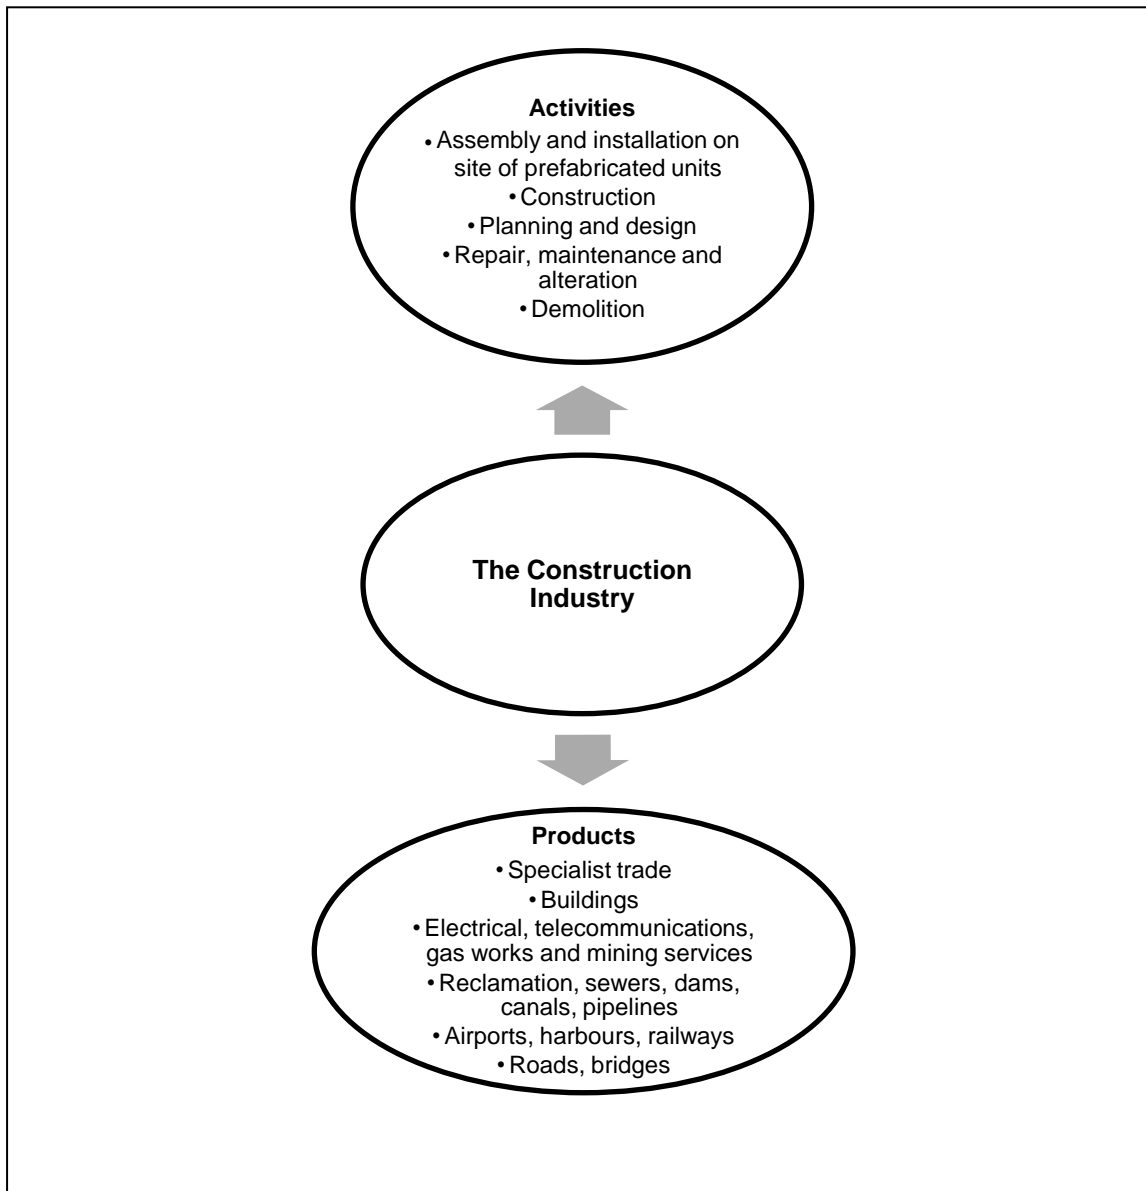 Activities
• Assembly and installation on
site of prefabricated units
• Construction
• Planning and design
• Repair, maintenance and
alteration
• Demolition
The Construction
Industry
Products
• Specialist trade
• Buildings
• Electrical, telecommunications,
gas works and mining services
• Reclamation, sewers, dams,
canals, pipelines
• Airports, harbours, railways
• Roads, bridges